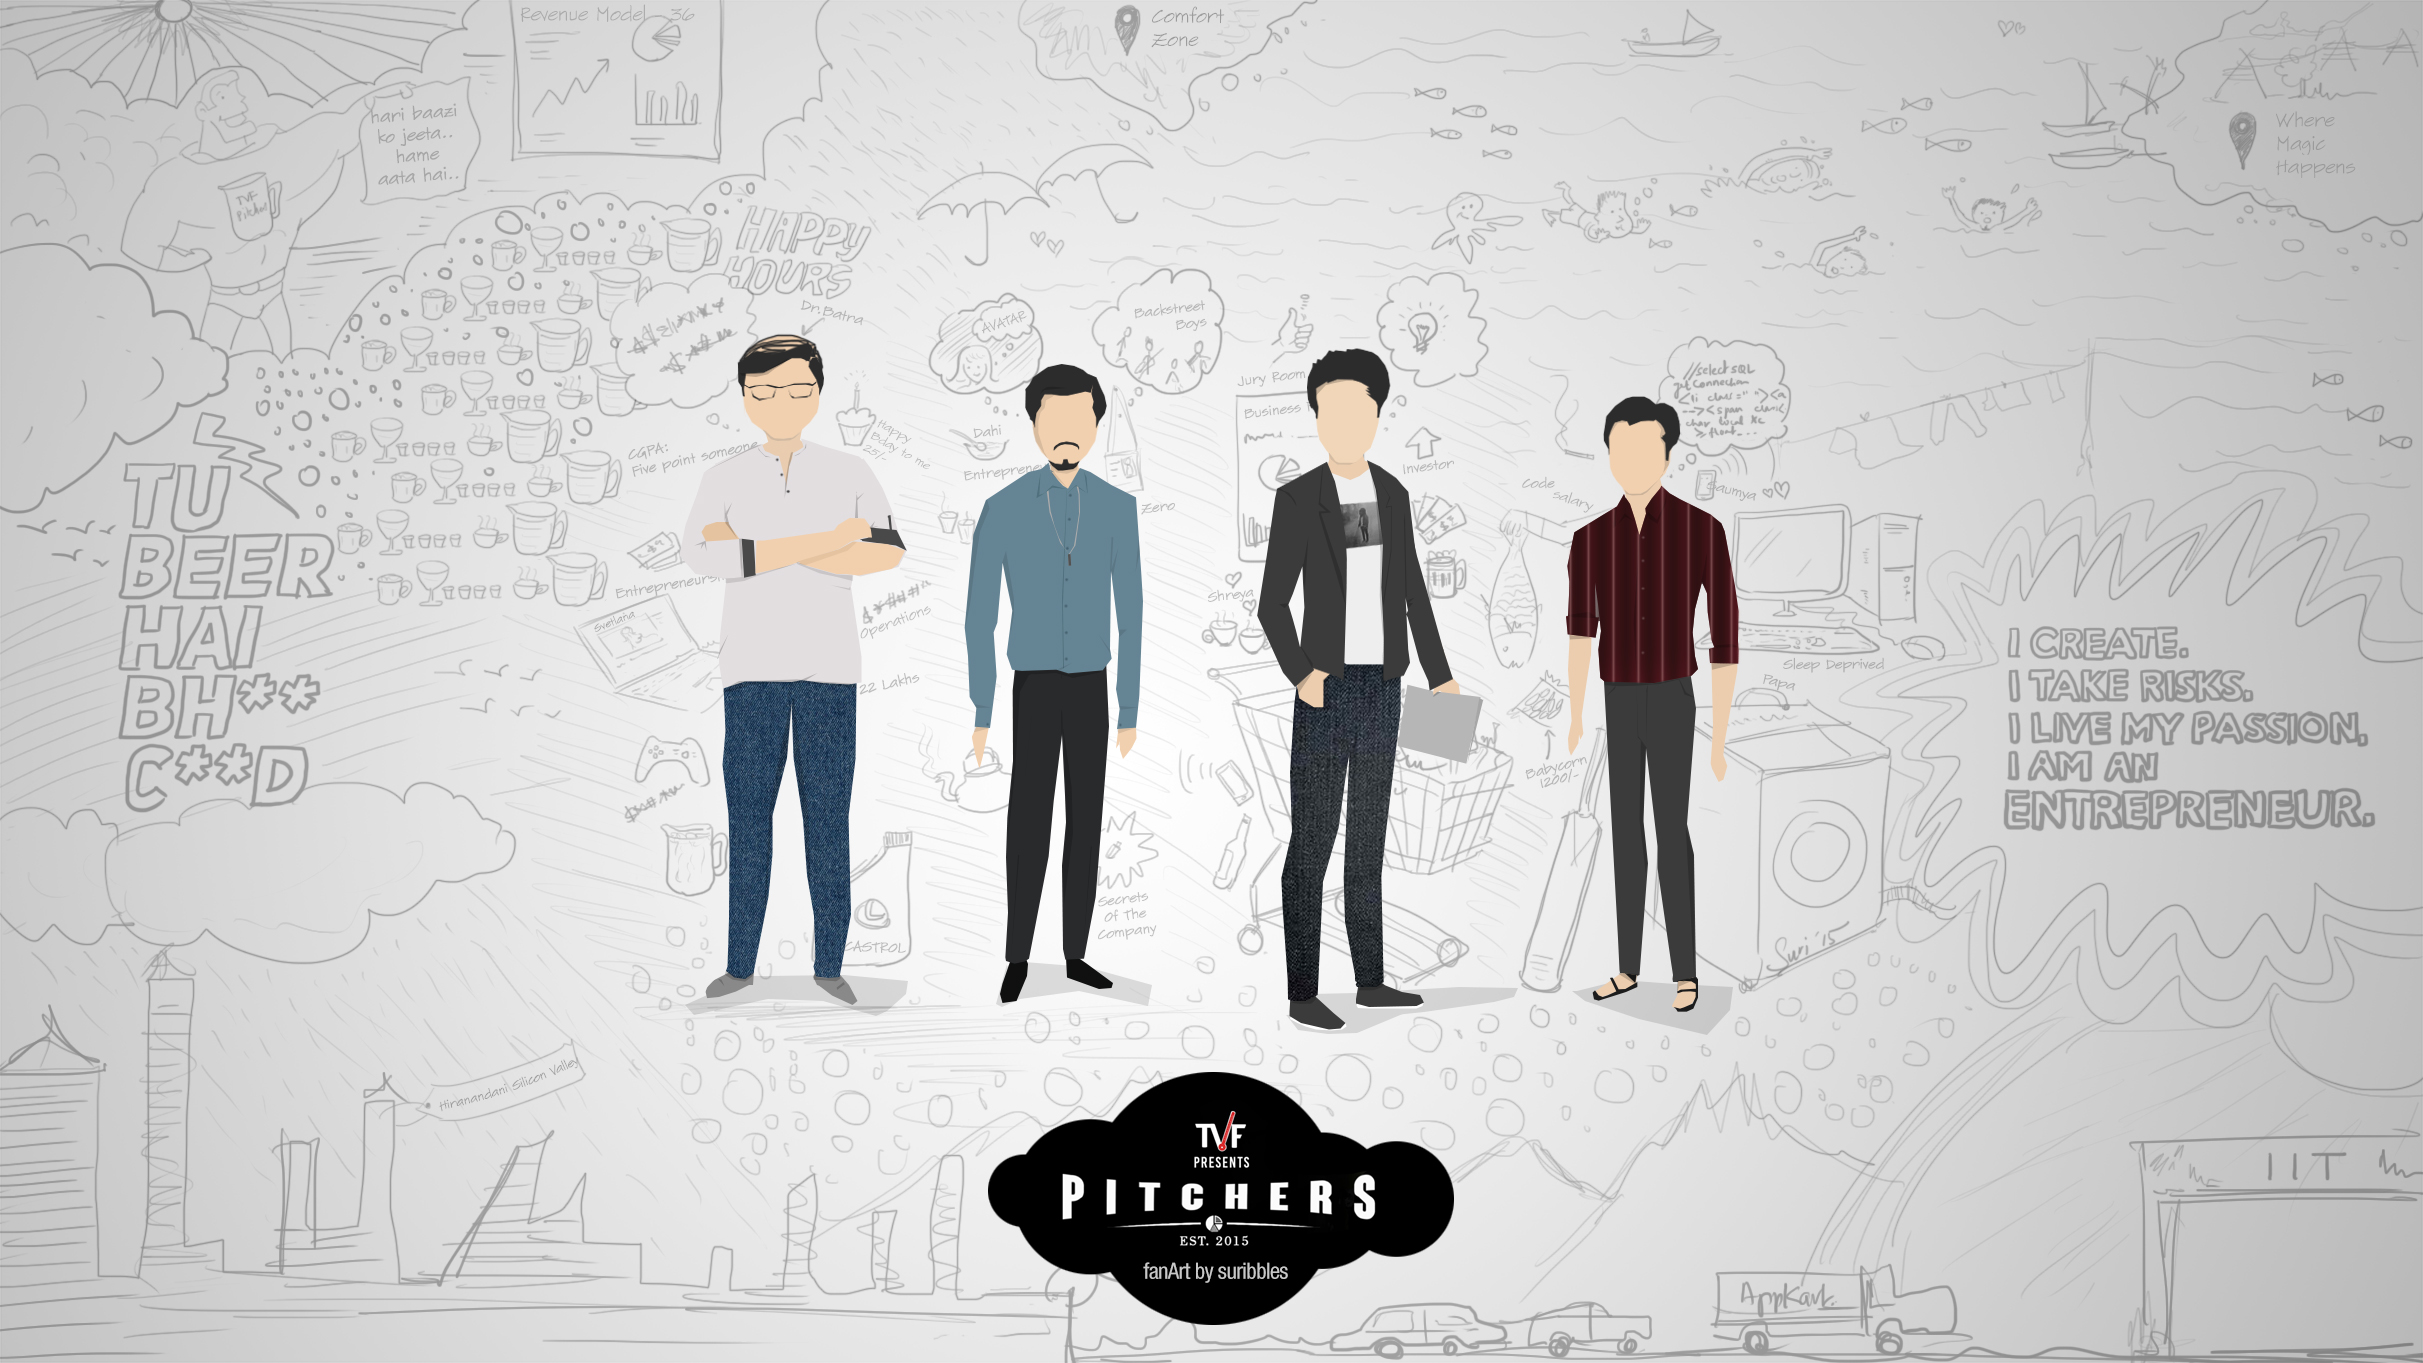 Revenue Model 36
Comfort
Zone
hari baazi
ko jeeta..
hame
aata hai..
TVF
Pitcher
Where
Magic
Happens
HAPPY
HOURS
Dr.Batra
AVATAR
Backstreet
Boys
Jury Room
Business
//select SQL
get connection
TU
BEER
HAI
BH**
C**D
CGPA:
Five point someone
Happy
Bday to me
25/-
Dahi
Zero
Investor
Code
Salary
Saumya
Svetlana
Operations
22 Lakhs
Shreya
Sleep Deprived
Papa
Babycorn
1200/-
I CREATE.
I TAKE RISKS.
I LIVE MY PASSION,
I AM AN
ENTREPRENEUR.
Secrets
Of The
Company
CASTROL
Suri '15
Hiranandani Silicon Valley
TVF
PRESENTS
PITCHERS
EST. 2015
fanArt by suribbles
IIT
AppKart.